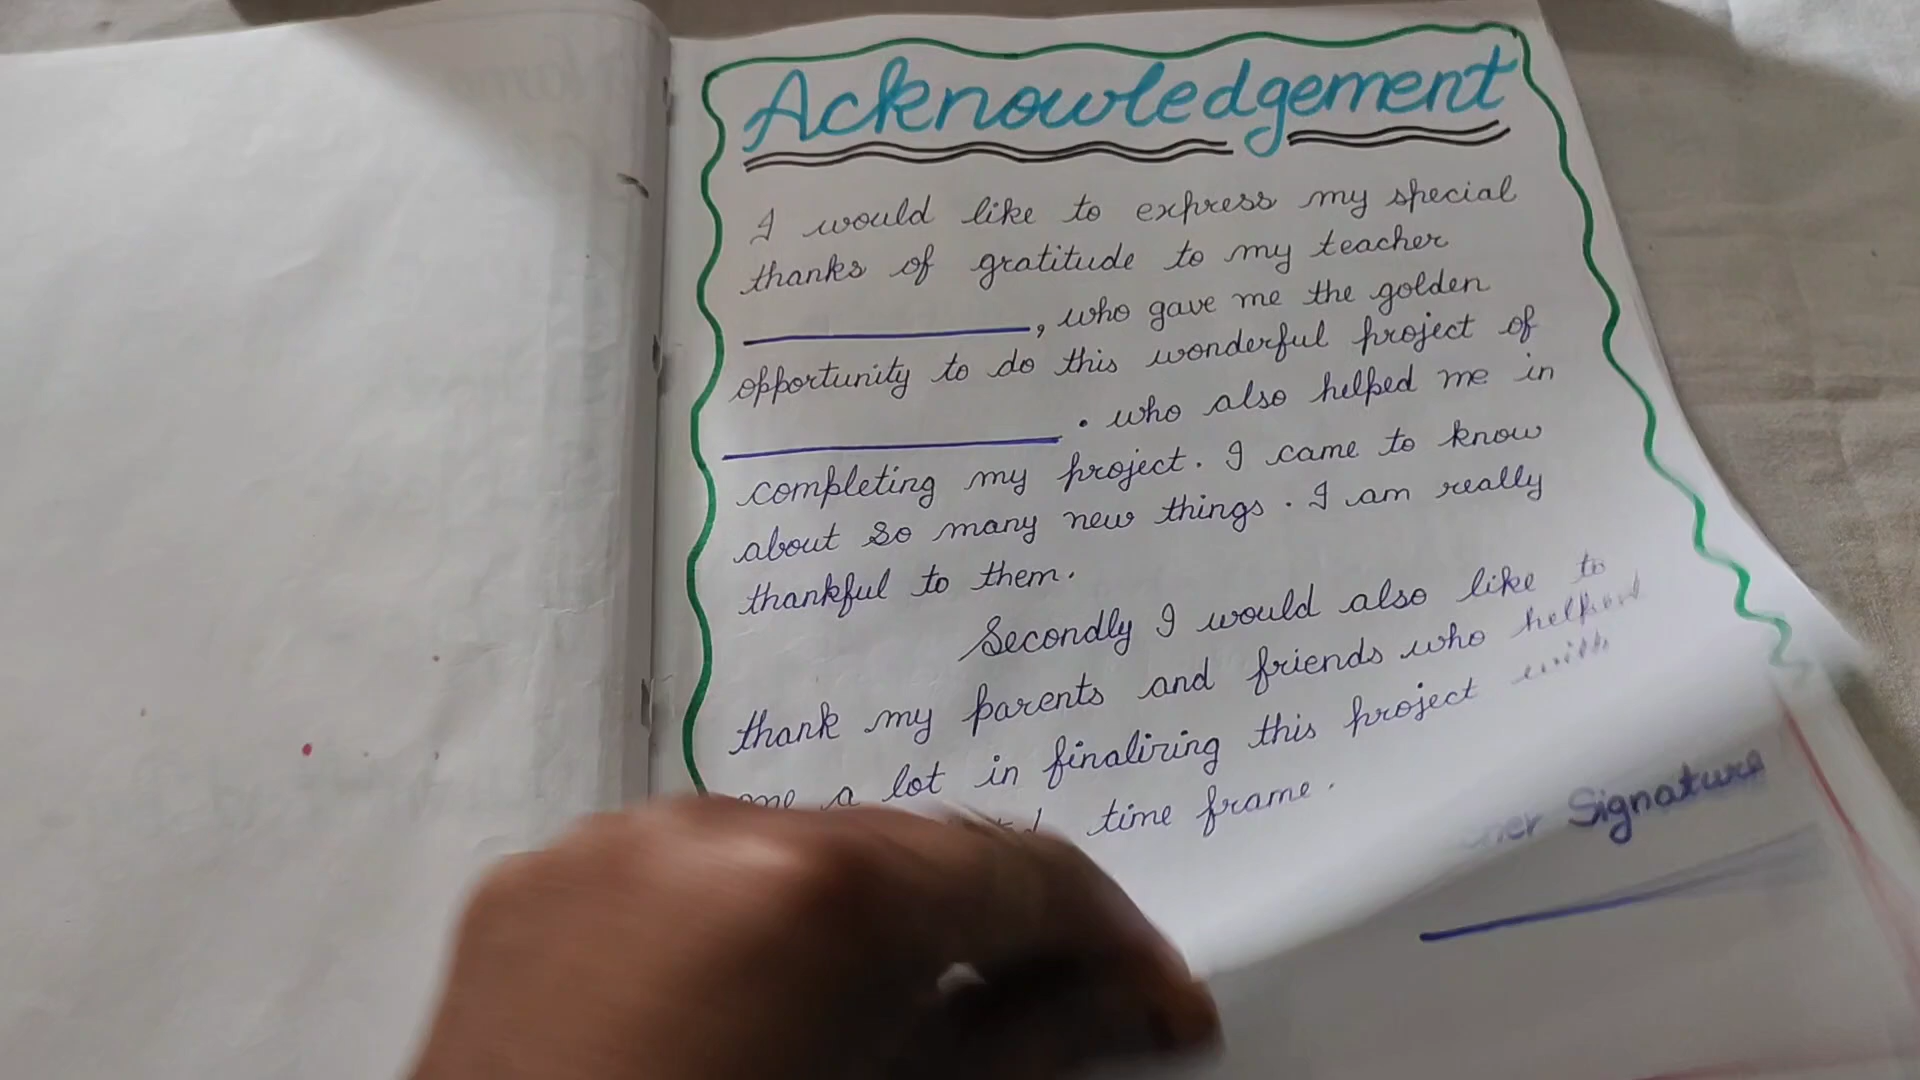 Acknowledgement
I would like to express my special
thanks of gratitude to my teacher
, who gave me the golden
opportunity to do this wonderful project of
. who also helped me in
completing my project. I came to know
about so many new things. I am really
thankful to them.
Secondly I would also like to
thank my parents and friends who helped
me a lot in finalizing this project with
time frame.
Signature